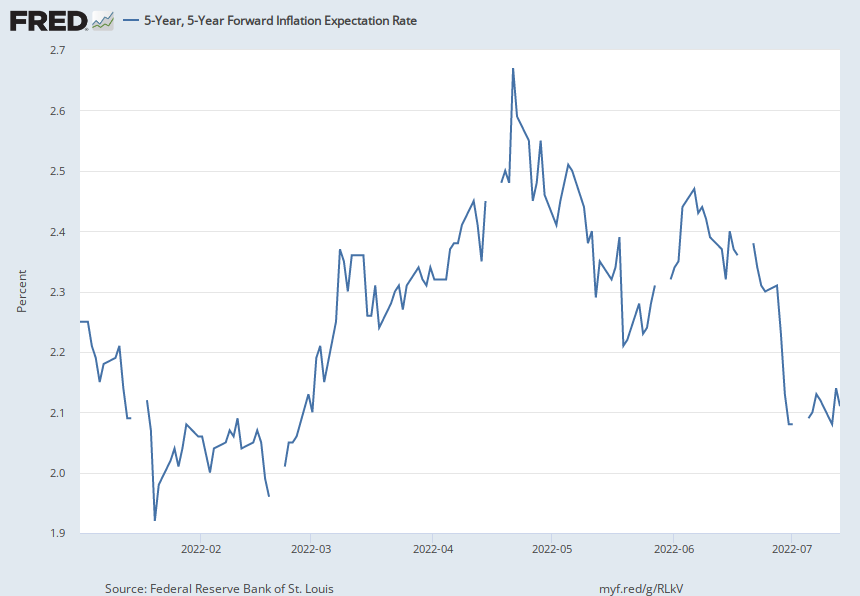 FRED 5-Year, 5-Year Forward Inflation Expectation Rate
2.7
2.6
2.5
2.4
2.3
2.2
2.1
2.0
1.9
Percent
2022-02 2022-03 2022-04 2022-05 2022-06 2022-07
Source: Federal Reserve Bank of St. Louis myf.red/g/RLkV